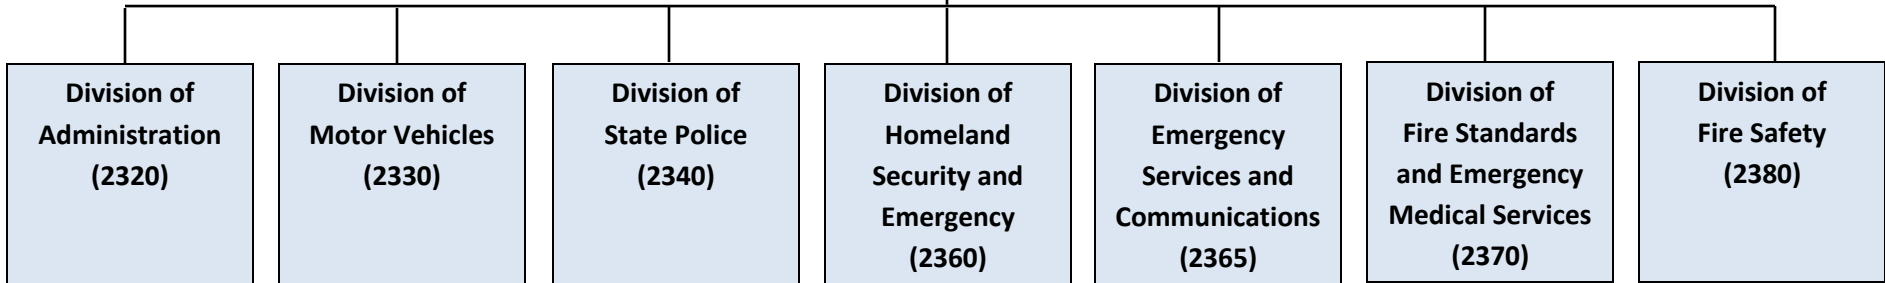 Division of
Administration
(2320)
Division of
Motor Vehicles
(2330)
Division of
State Police
(2340)
Division of
Homeland
Security and
Emergency
(2360)
Division of
Emergency
Services and
Communications
(2365)
Division of
Fire Standards
and Emergency
Medical Services
(2370)
Division of
Fire Safety
(2380)